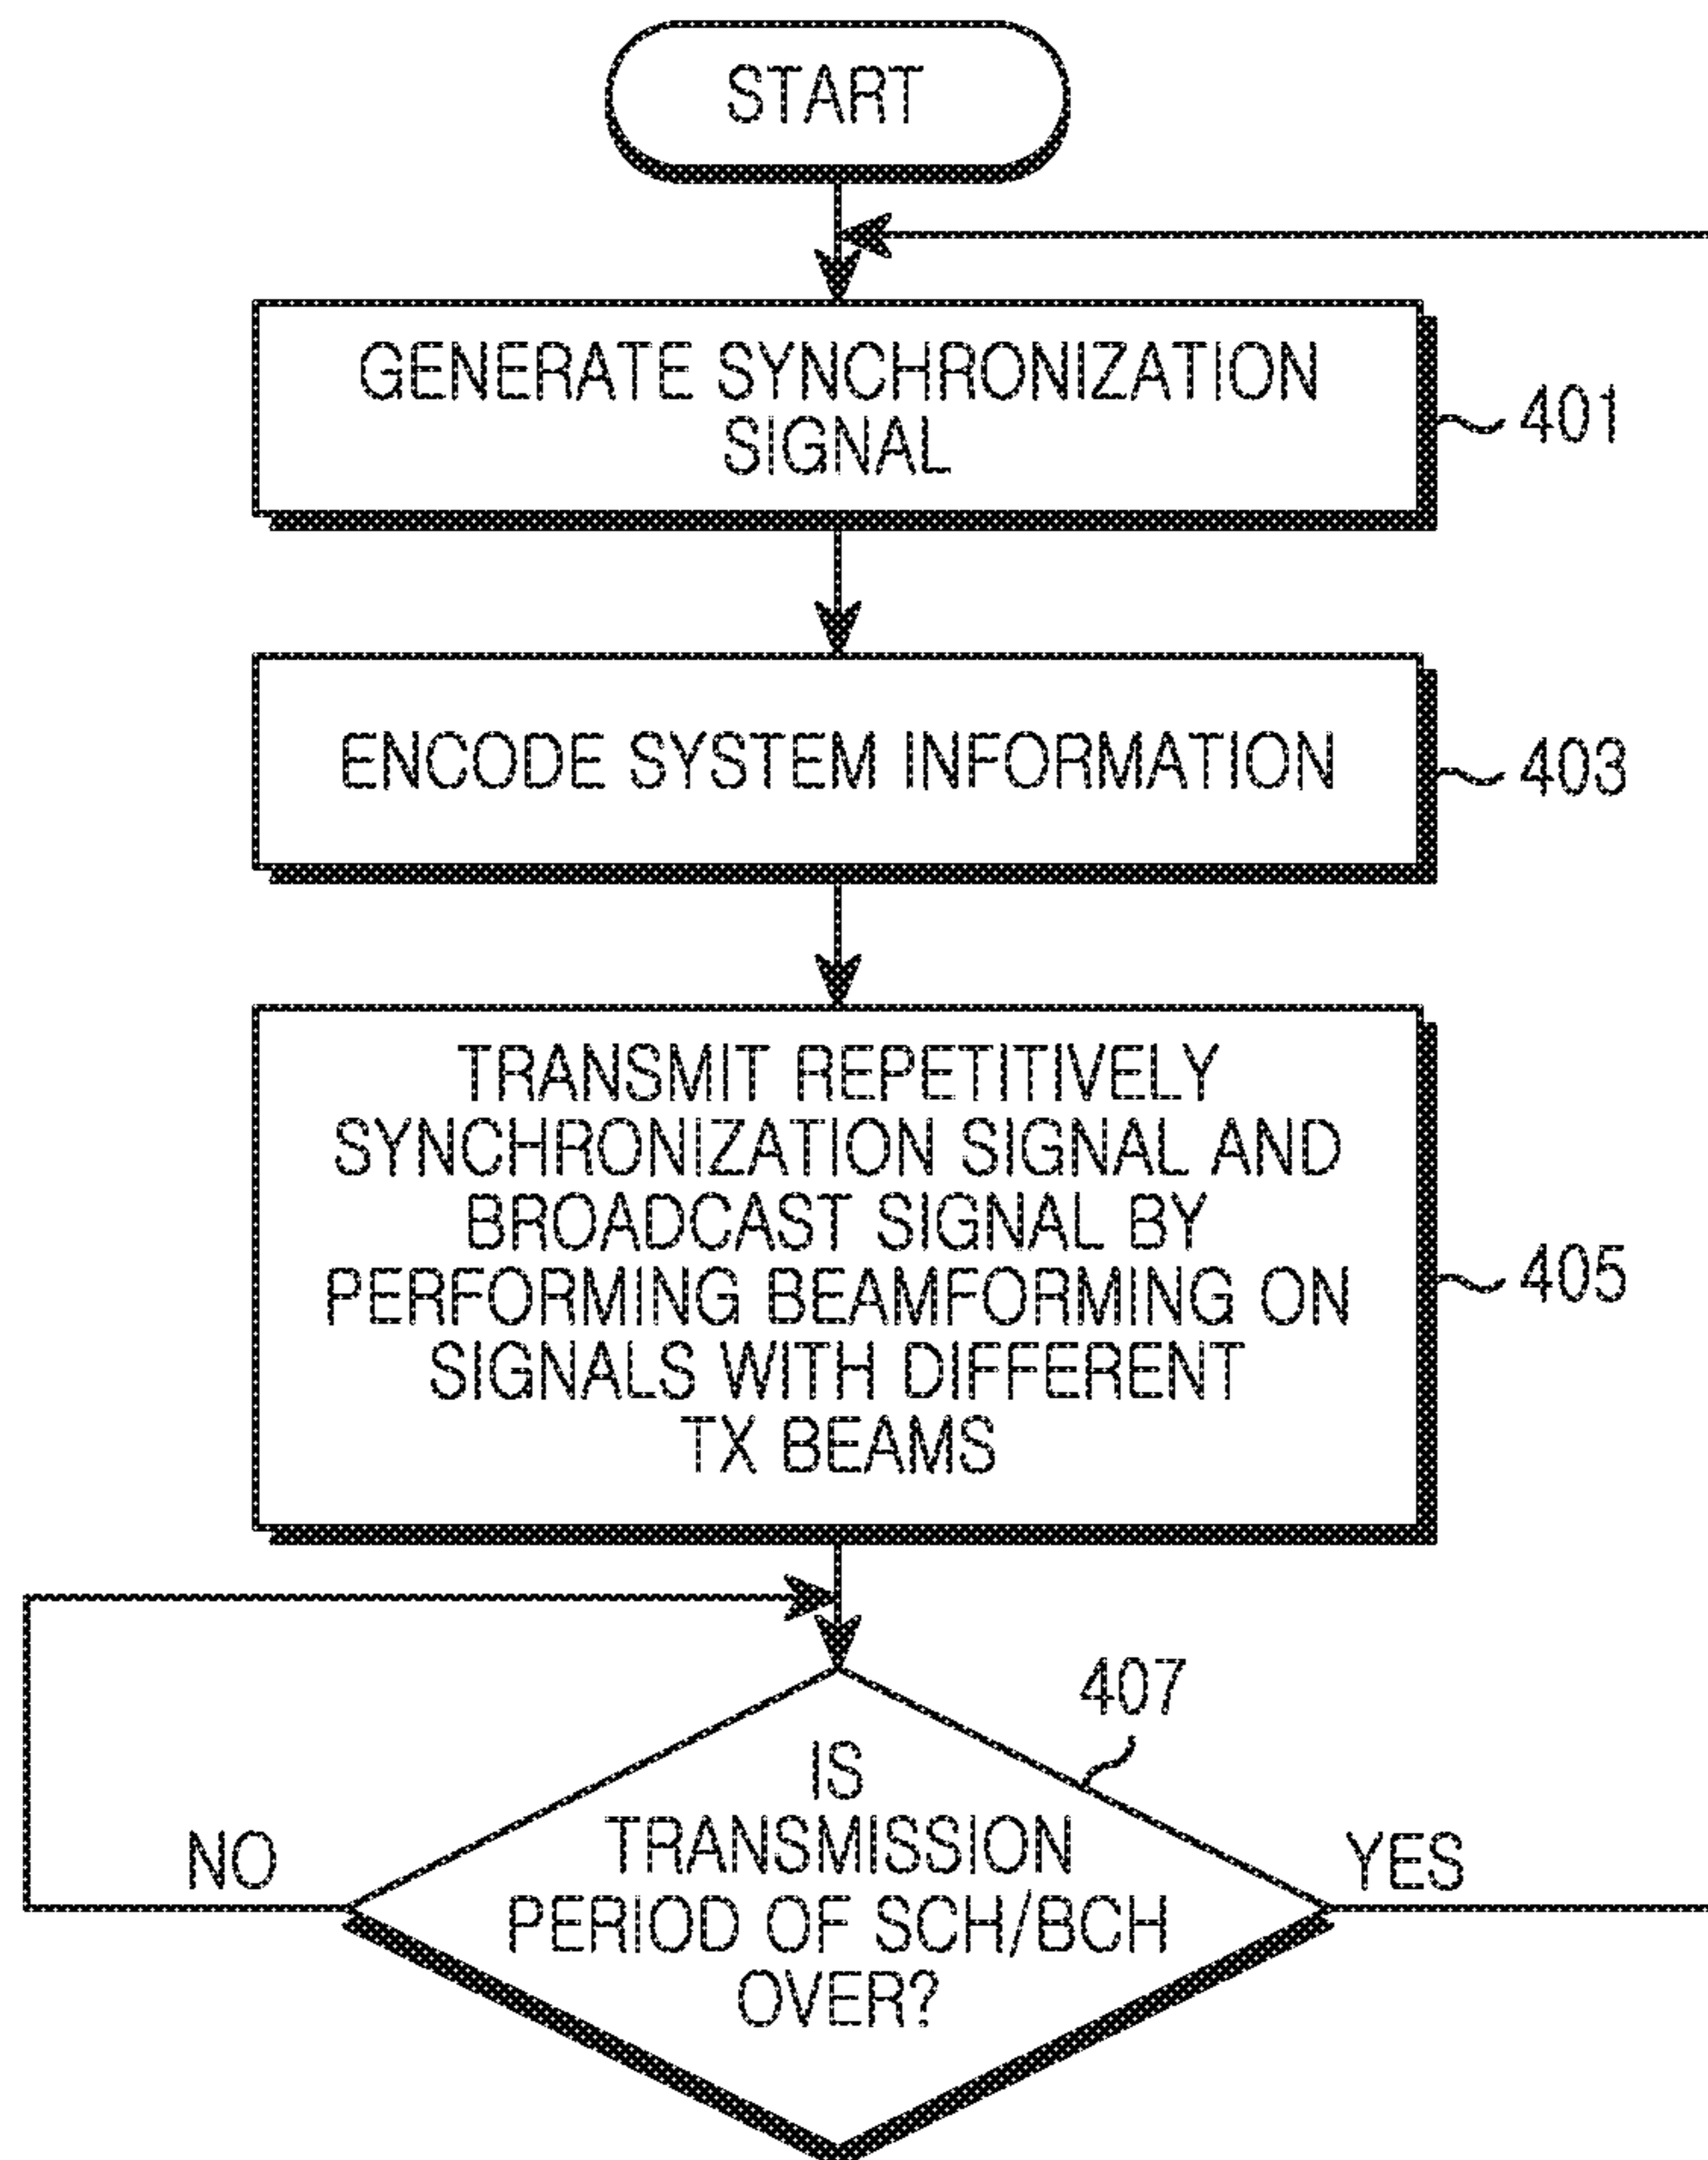 START
GENERATE SYNCHRONIZATION
SIGNAL
401
ENCODE SYSTEM INFORMATION
403
TRANSMIT REPETITIVELY
SYNCHRONIZATION SIGNAL AND
BROADCAST SIGNAL BY
PERFORMING BEAMFORMING ON
SIGNALS WITH DIFFERENT
TX BEAMS
405
407
IS
TRANSMISSION
PERIOD OF SCH/BCH
OVER?
NO
YES